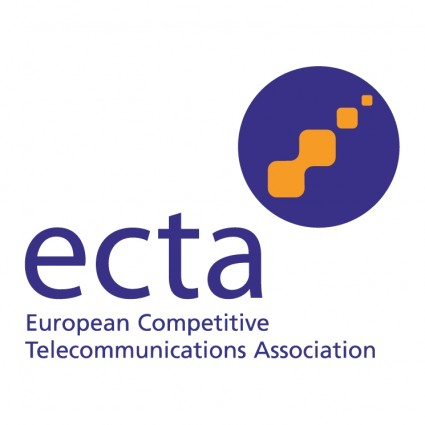 ecta
European Competitive
Telecommunications Association